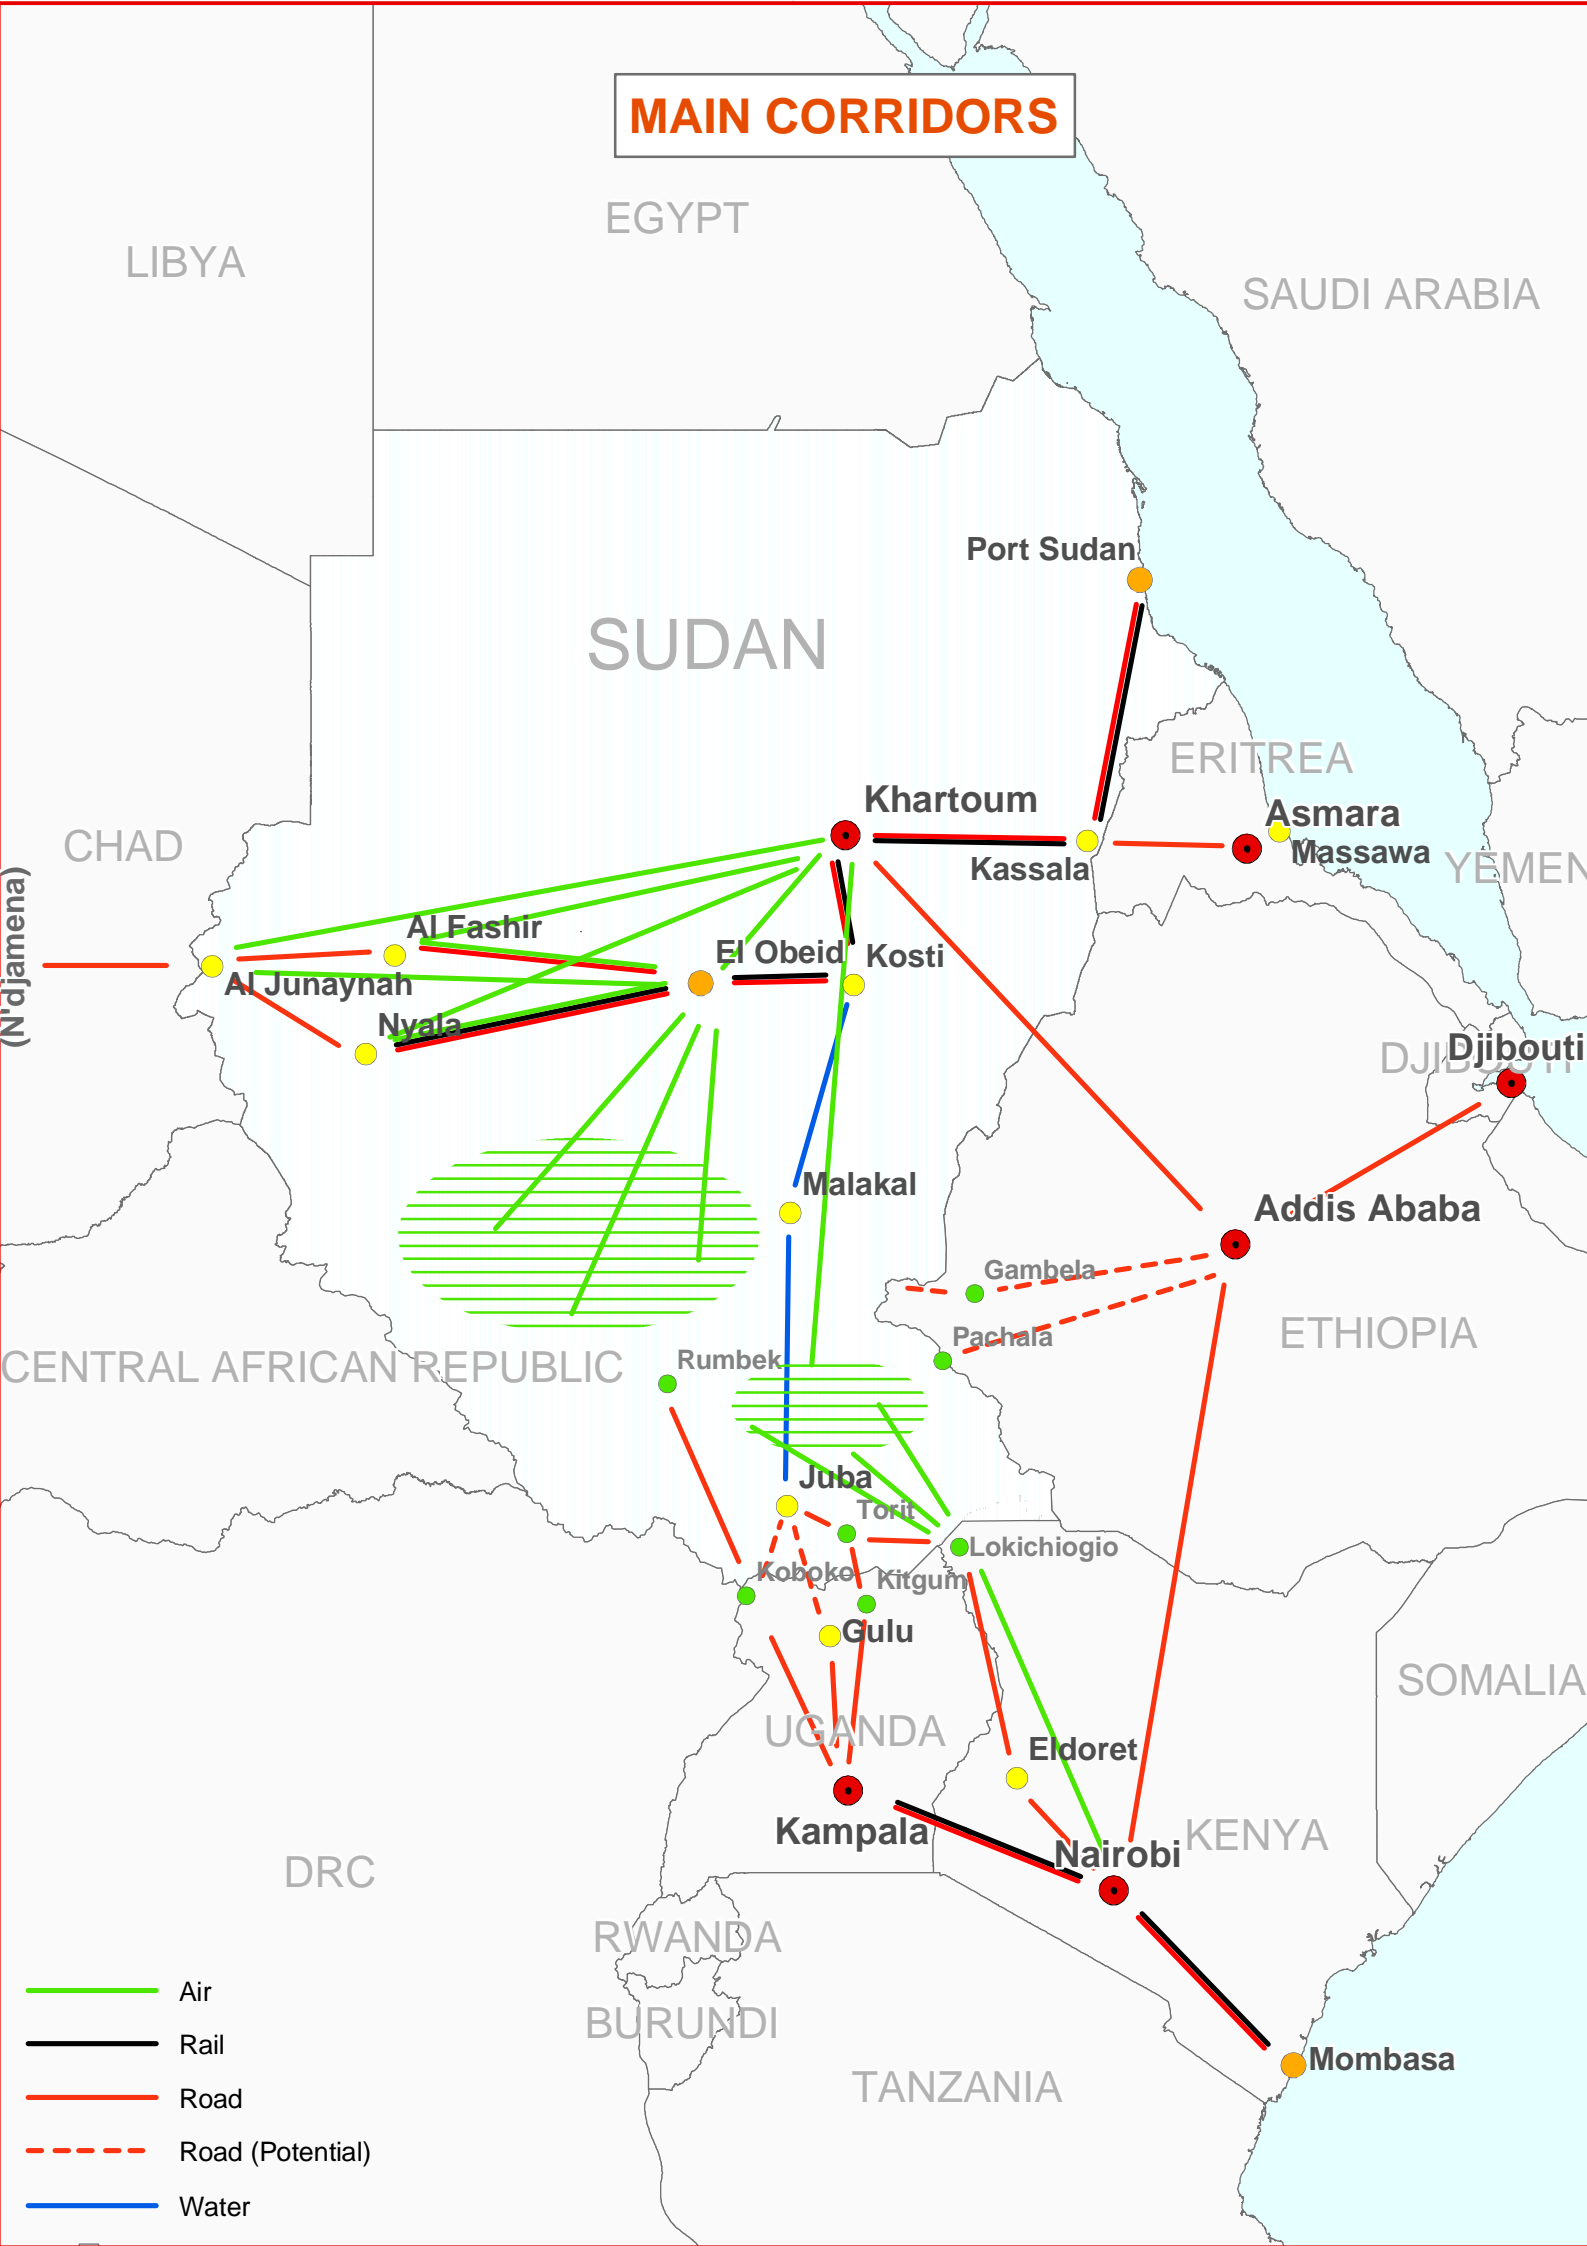 MAIN CORRIDORS
EGYPT
LIBYA
SAUDI ARABIA
Port Sudan
SUDAN
ERITREA
Khartoum
Asmara
CHAD
Massawa
Kassala
YEMEN
(N'djamena)
Al Fashir
El Obeid
Kosti
Al Junaynah
Nyala
Djibouti
DJIBOUTI
Malakal
Addis Ababa
Gambela
ETHIOPIA
Pachala
CENTRAL AFRICAN REPUBLIC
Rumbek
Juba
Torit
Lokichiogio
Koboko
Kitgum
Gulu
SOMALIA
UGANDA
Eldoret
Kampala
KENYA
Nairobi
DRC
RWANDA
Air
BURUNDI
Rail
Mombasa
TANZANIA
Road
Road (Potential)
Water